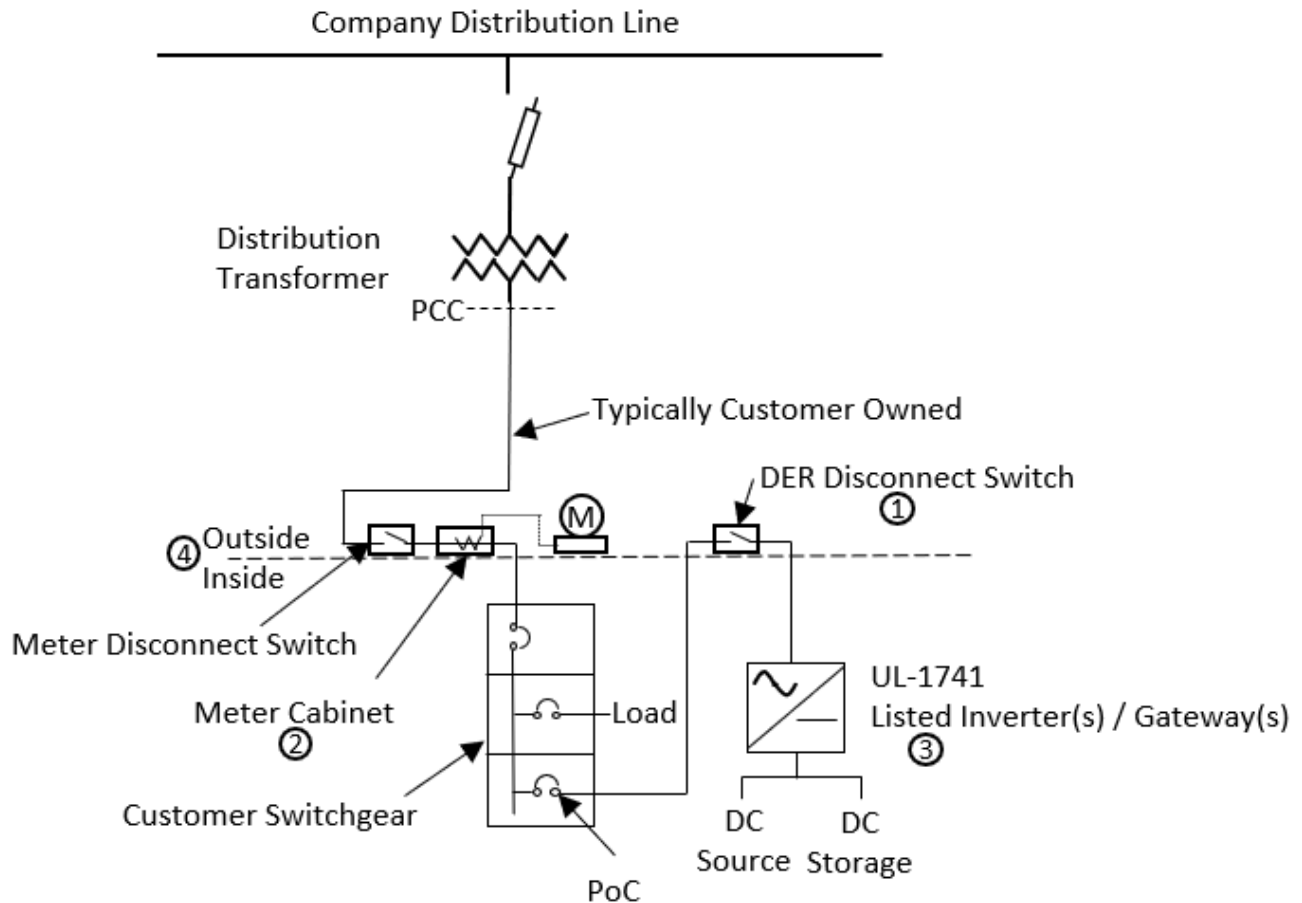 Company Distribution Line
Distribution
Transformer
PCC
Typically Customer Owned
DER Disconnect Switch
①
M
④ Outside
Inside
Meter Disconnect Switch
Meter Cabinet
②
Load
UL-1741
Listed Inverter(s) / Gateway(s)
③
Customer Switchgear
DC
Source
DC
Storage
PoC